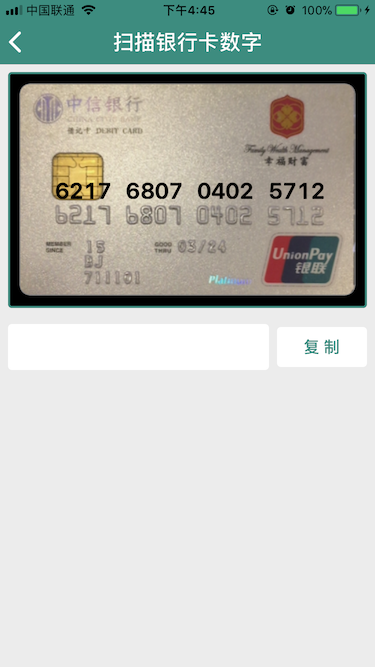 中国联通 下午4:45 100%
扫描银行卡数字
中信银行
CHINA CITIC BANK
借记卡 DEBIT CARD
Family Wealth Management
幸福财富
6217 6807 0402 5712
6217 6807 0402 5712
MEMBER SINCE 15 GOOD THRU 03/24
BJ
711101
Platinum
UnionPay
银联
复制